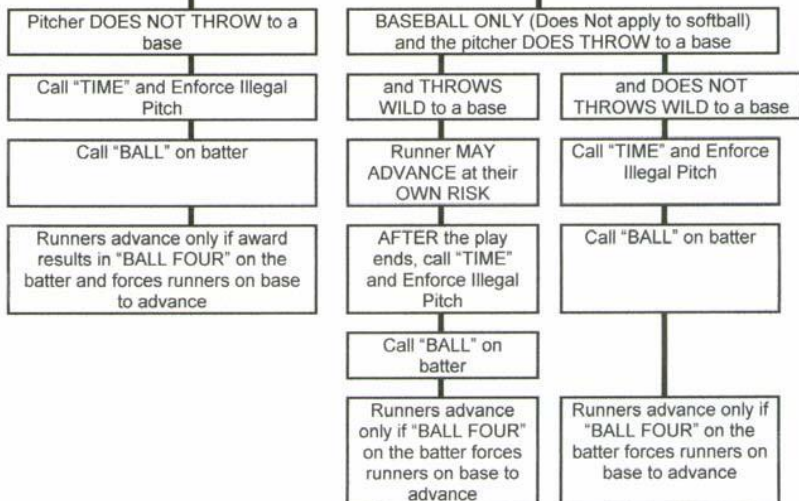 Pitcher DOES NOT THROW to a
base
Call "TIME" and Enforce Illegal
Pitch
Call "BALL" on batter
Runners advance only if award
results in "BALL FOUR" on the
batter and forces runners on base
to advance
BASEBALL ONLY (Does Not apply to softball)
and the pitcher DOES THROW to a base
and THROWS
WILD to a base
Runner MAY
ADVANCE at their
OWN RISK
AFTER the play
ends, call "TIME"
and Enforce Illegal
Pitch
Call "BALL" on
batter
Runners advance
only if "BALL FOUR"
on the batter forces
runners on base to
advance
and DOES NOT
THROWS WILD to a base
Call "TIME" and Enforce
Illegal Pitch
Call "BALL" on batter
Runners advance only if
"BALL FOUR" on the
batter forces runners on
base to advance